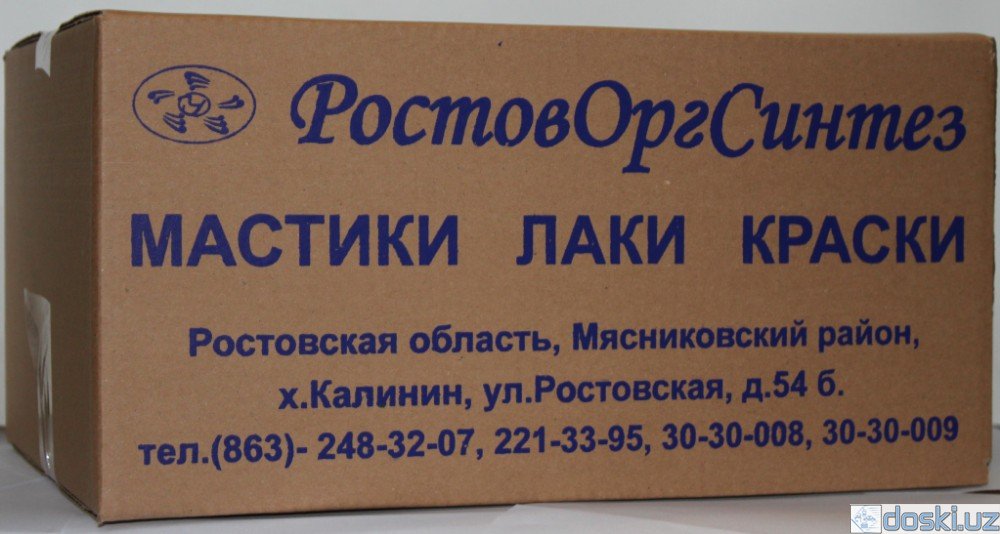 РостовОргСинтез
МАСТИКИ ЛАКИ КРАСКИ
Ростовская область, Мясниковский район,
х.Калинин, ул.Ростовская, д.54 б.
тел.(863)- 248-32-07, 221-33-95, 30-30-008, 30-30-009
doski.uz